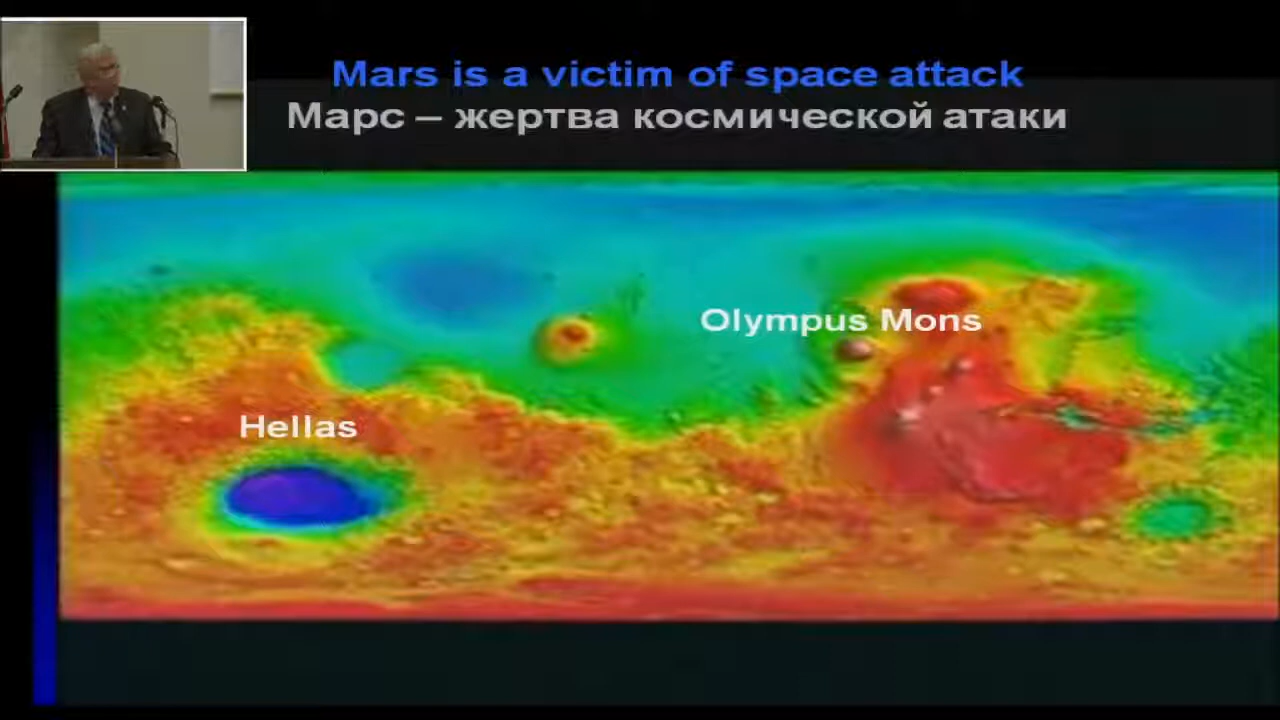 Mars is a victim of space attack
Марс – жертва космической атаки
Olympus Mons
Hellas